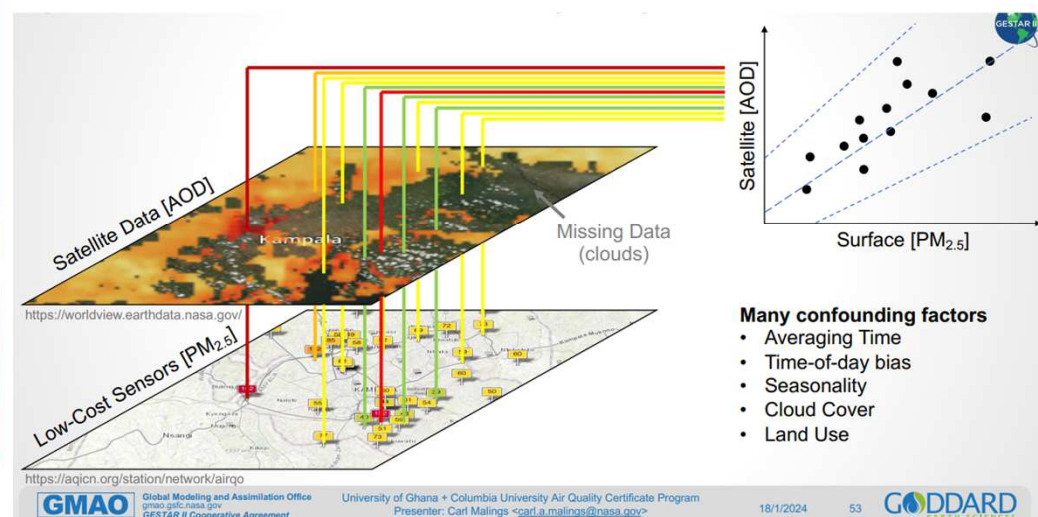 GESTAR II
Satellite Data [AOD]
Kampala
Missing Data
(clouds)
https://worldview.earthdata.nasa.gov/
Low-Cost Sensors [PM2.5]
Nsangi
https://aqicn.org/station/network/airqo
Satellite [AOD]
Surface [PM2.5]
Many confounding factors
• Averaging Time
• Time-of-day bias
• Seasonality
• Cloud Cover
• Land Use
GMAO
Global Modeling and Assimilation Office
gmao.gsfc.nasa.gov
GESTAR II Cooperative Agreement
University of Ghana + Columbia University Air Quality Certificate Program
Presenter: Carl Malings <carl.a.malings@nasa.gov>
18/1/2024
53
GODDARD
EARTH SCIENCES